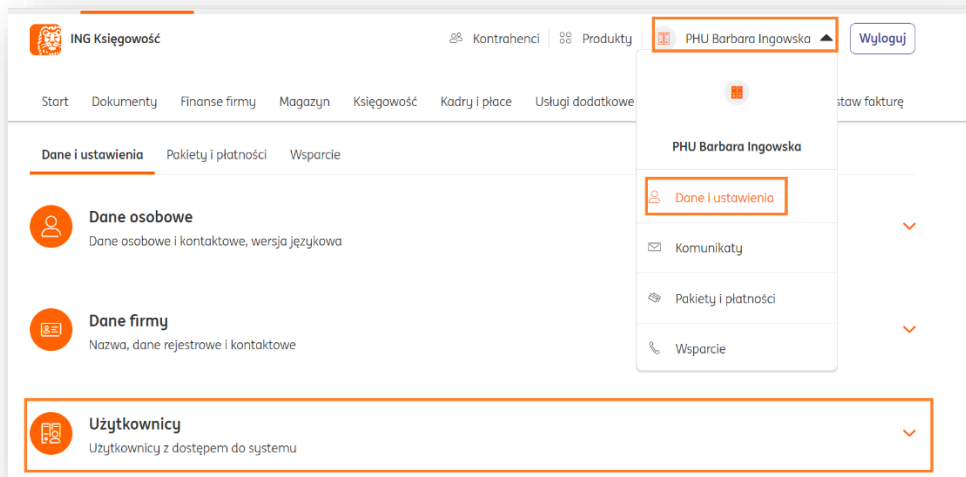 ING Księgowość
Kontrahenci
Produkty
PHU Barbara Ingowska
Wyloguj
Start
Dokumenty
Finanse firmy
Magazyn
Księgowość
Kadry i płace
Usługi dodatkowe
staw fakturę
PHU Barbara Ingowska
Dane i ustawienia
Komunikaty
Pakiety i płatności
Wsparcie
Dane i ustawienia
Pakiety i płatności
Wsparcie
Dane osobowe
Dane osobowe i kontaktowe, wersja językowa
Dane firmy
Nazwa, dane rejestrowe i kontaktowe
Użytkownicy
Użytkownicy z dostępem do systemu